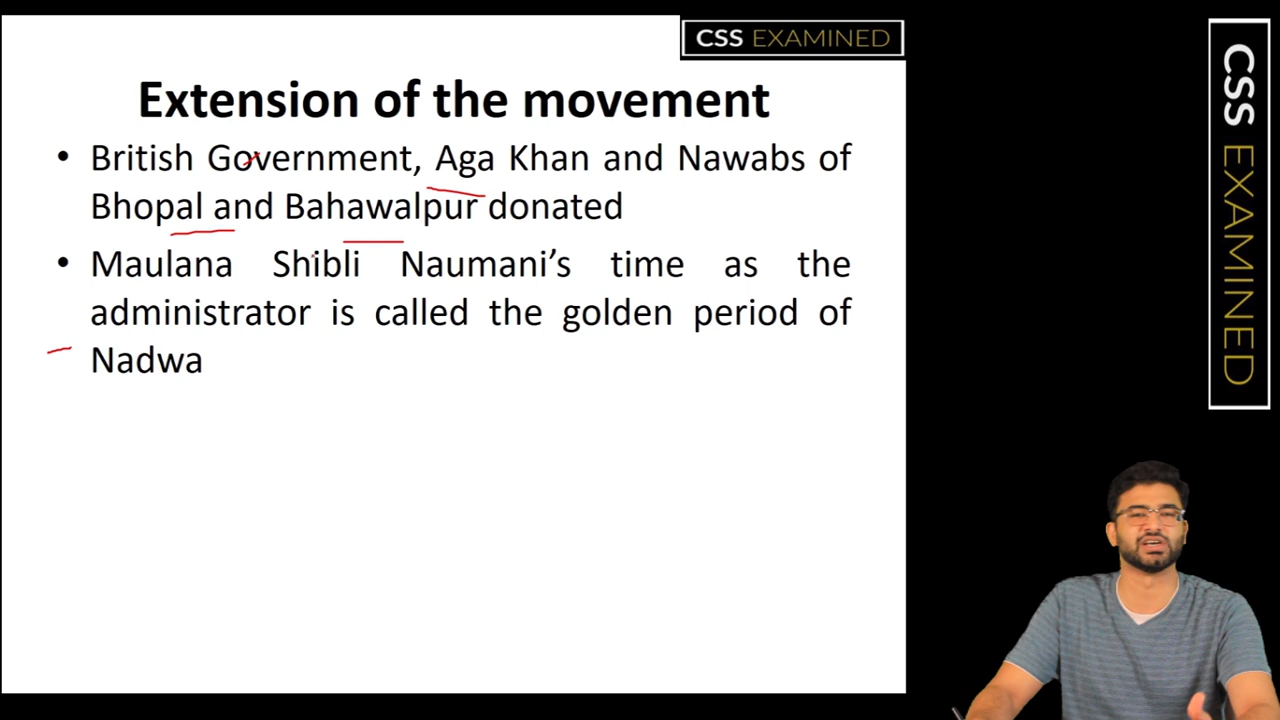 CSS EXAMINED
Extension of the movement
• British Government, Aga Khan and Nawabs of
Bhopal and Bahawalpur donated
• Maulana Shibli Naumani’s time as the
administrator is called the golden period of
Nadwa
CSS EXAMINED